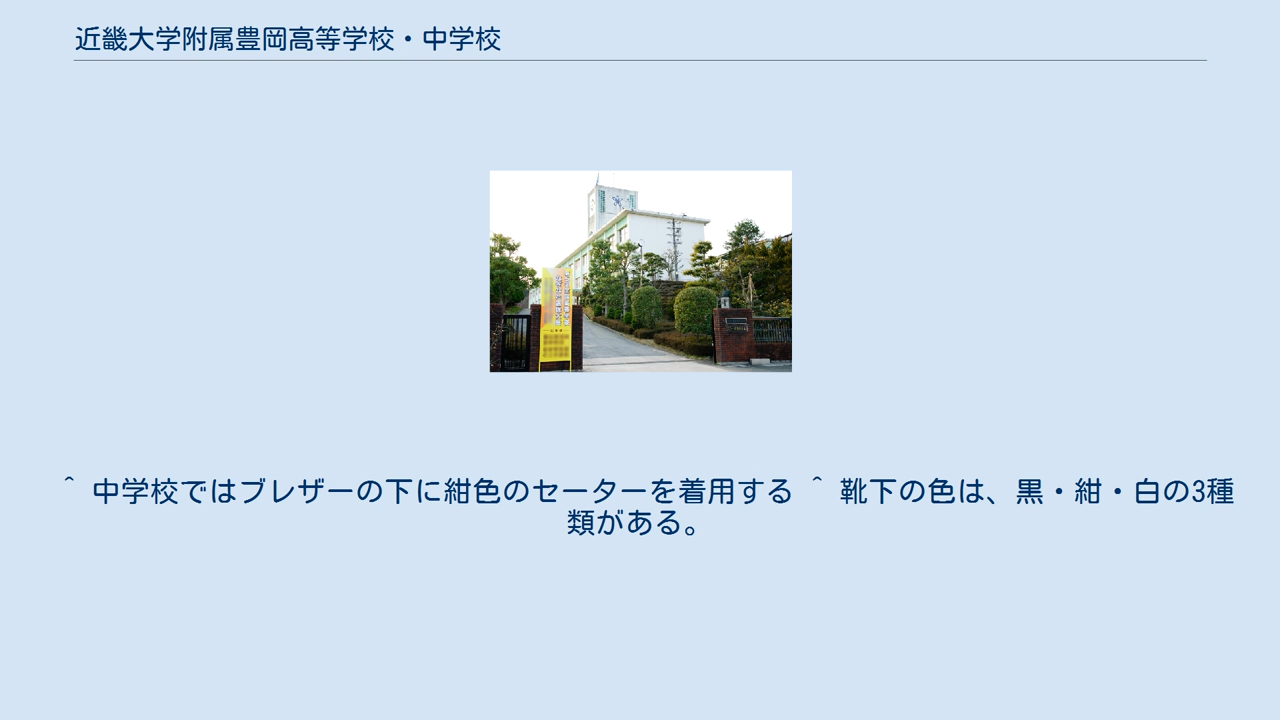 近畿大学附属豊岡高等学校・中学校
^ 中学校ではブレザーの下に紺色のセーターを着用する ^ 靴下の色は、黒・紺・白の3種
類がある。